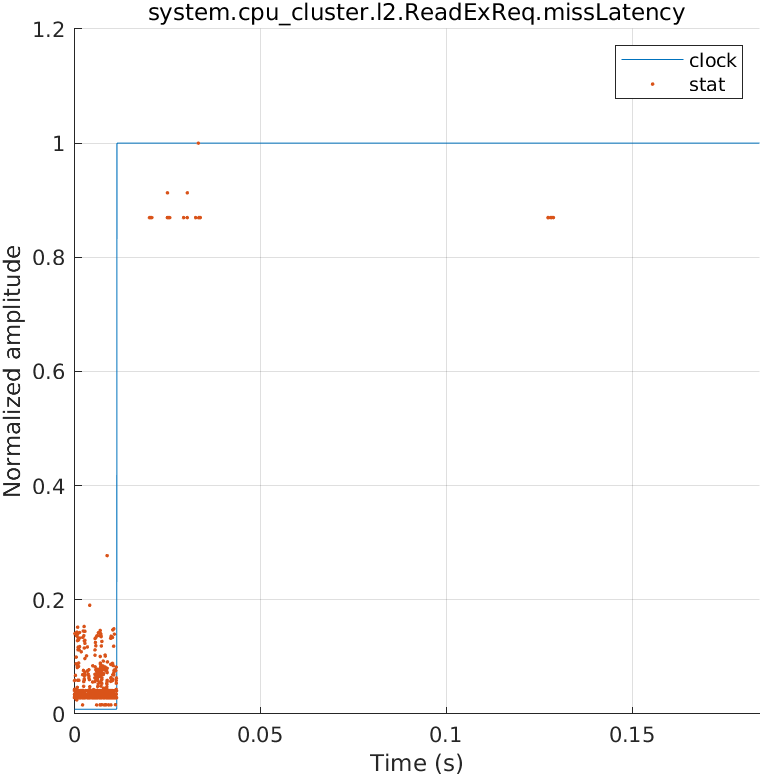 system.cpu_cluster.l2.ReadExReq.missLatency
clock
stat
Normalized amplitude
1.2
1
0.8
0.6
0.4
0.2
0
0
0.05
0.1
0.15
Time (s)